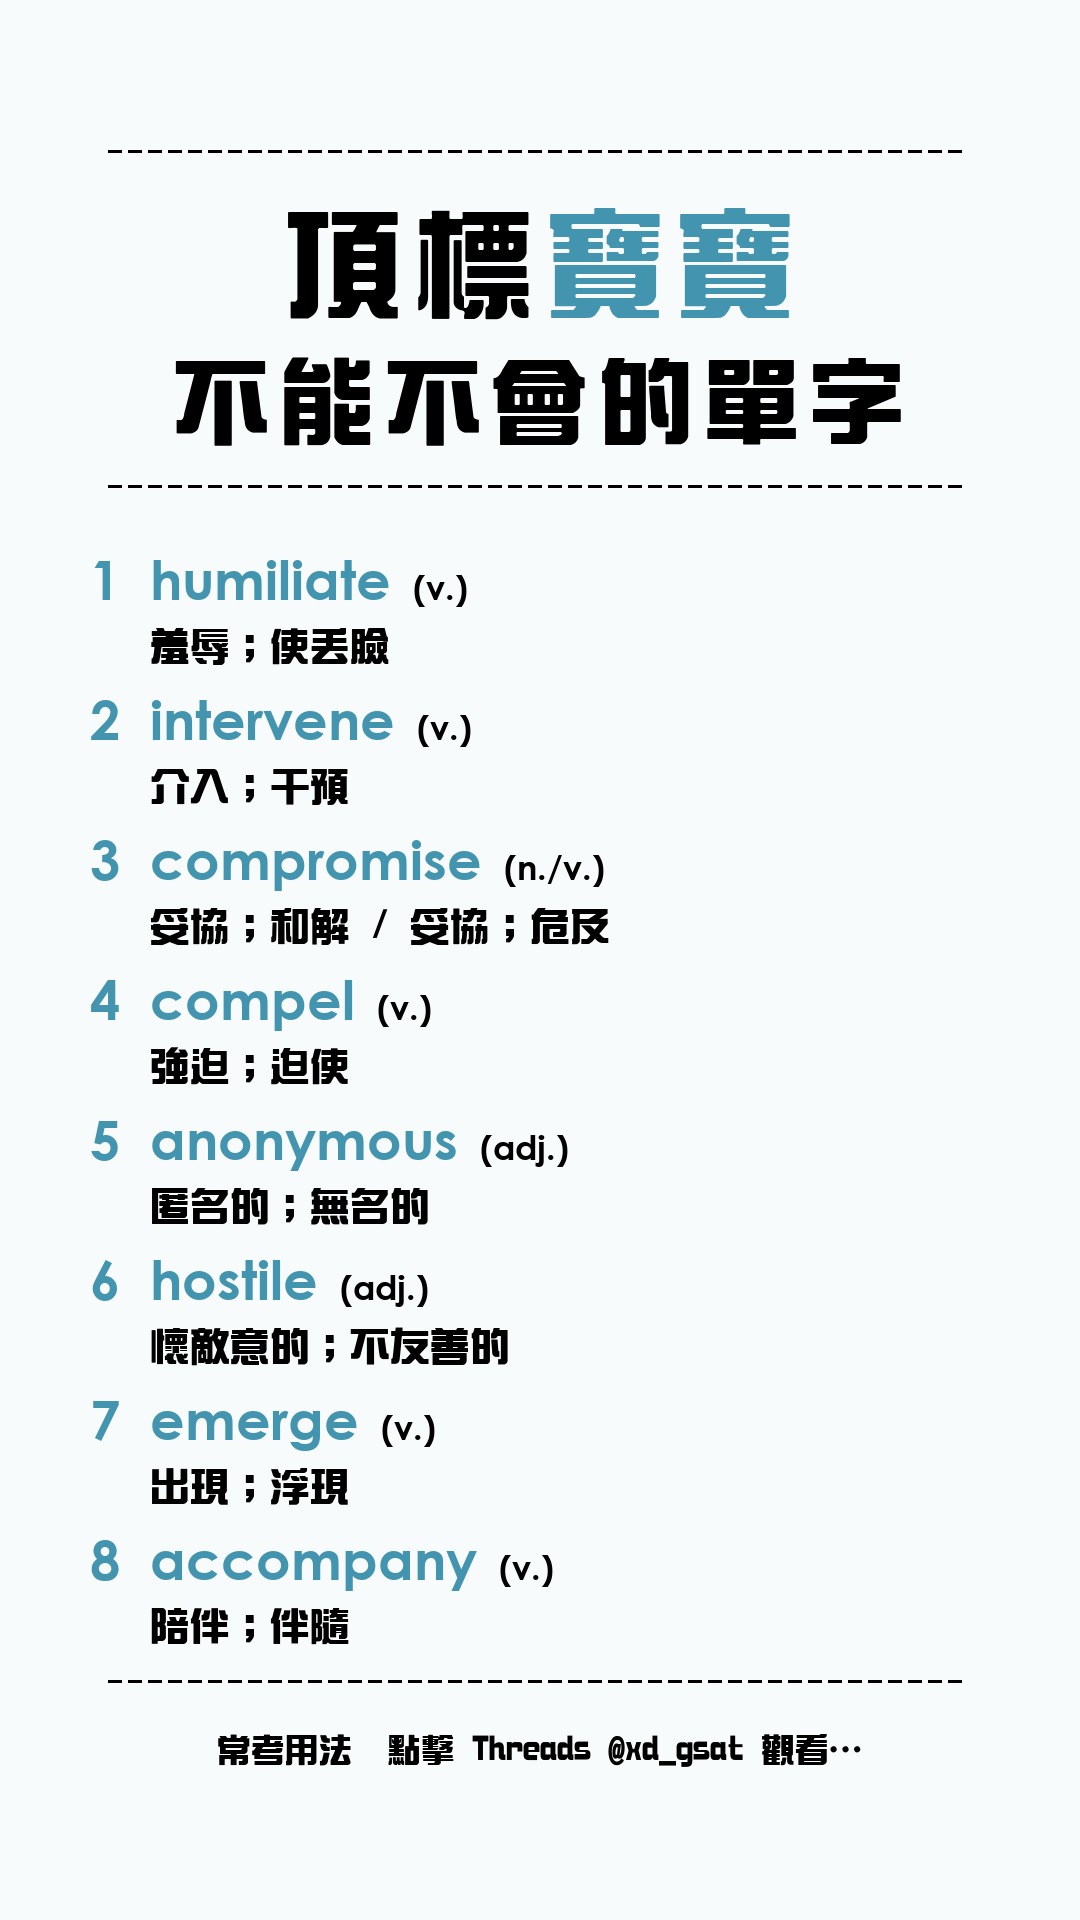 頂標寶寶
不能不會的單字
1 humiliate (v.)
羞辱；使丟臉
2 intervene (v.)
介入；干預
3 compromise (n./v.)
妥協；和解 / 妥協；危及
4 compel (v.)
強迫；迫使
5 anonymous (adj.)
匿名的；無名的
6 hostile (adj.)
懷敵意的；不友善的
7 emerge (v.)
出現；浮現
8 accompany (v.)
陪伴；伴隨
常考用法 點擊 Threads @xd_gsat 觀看…